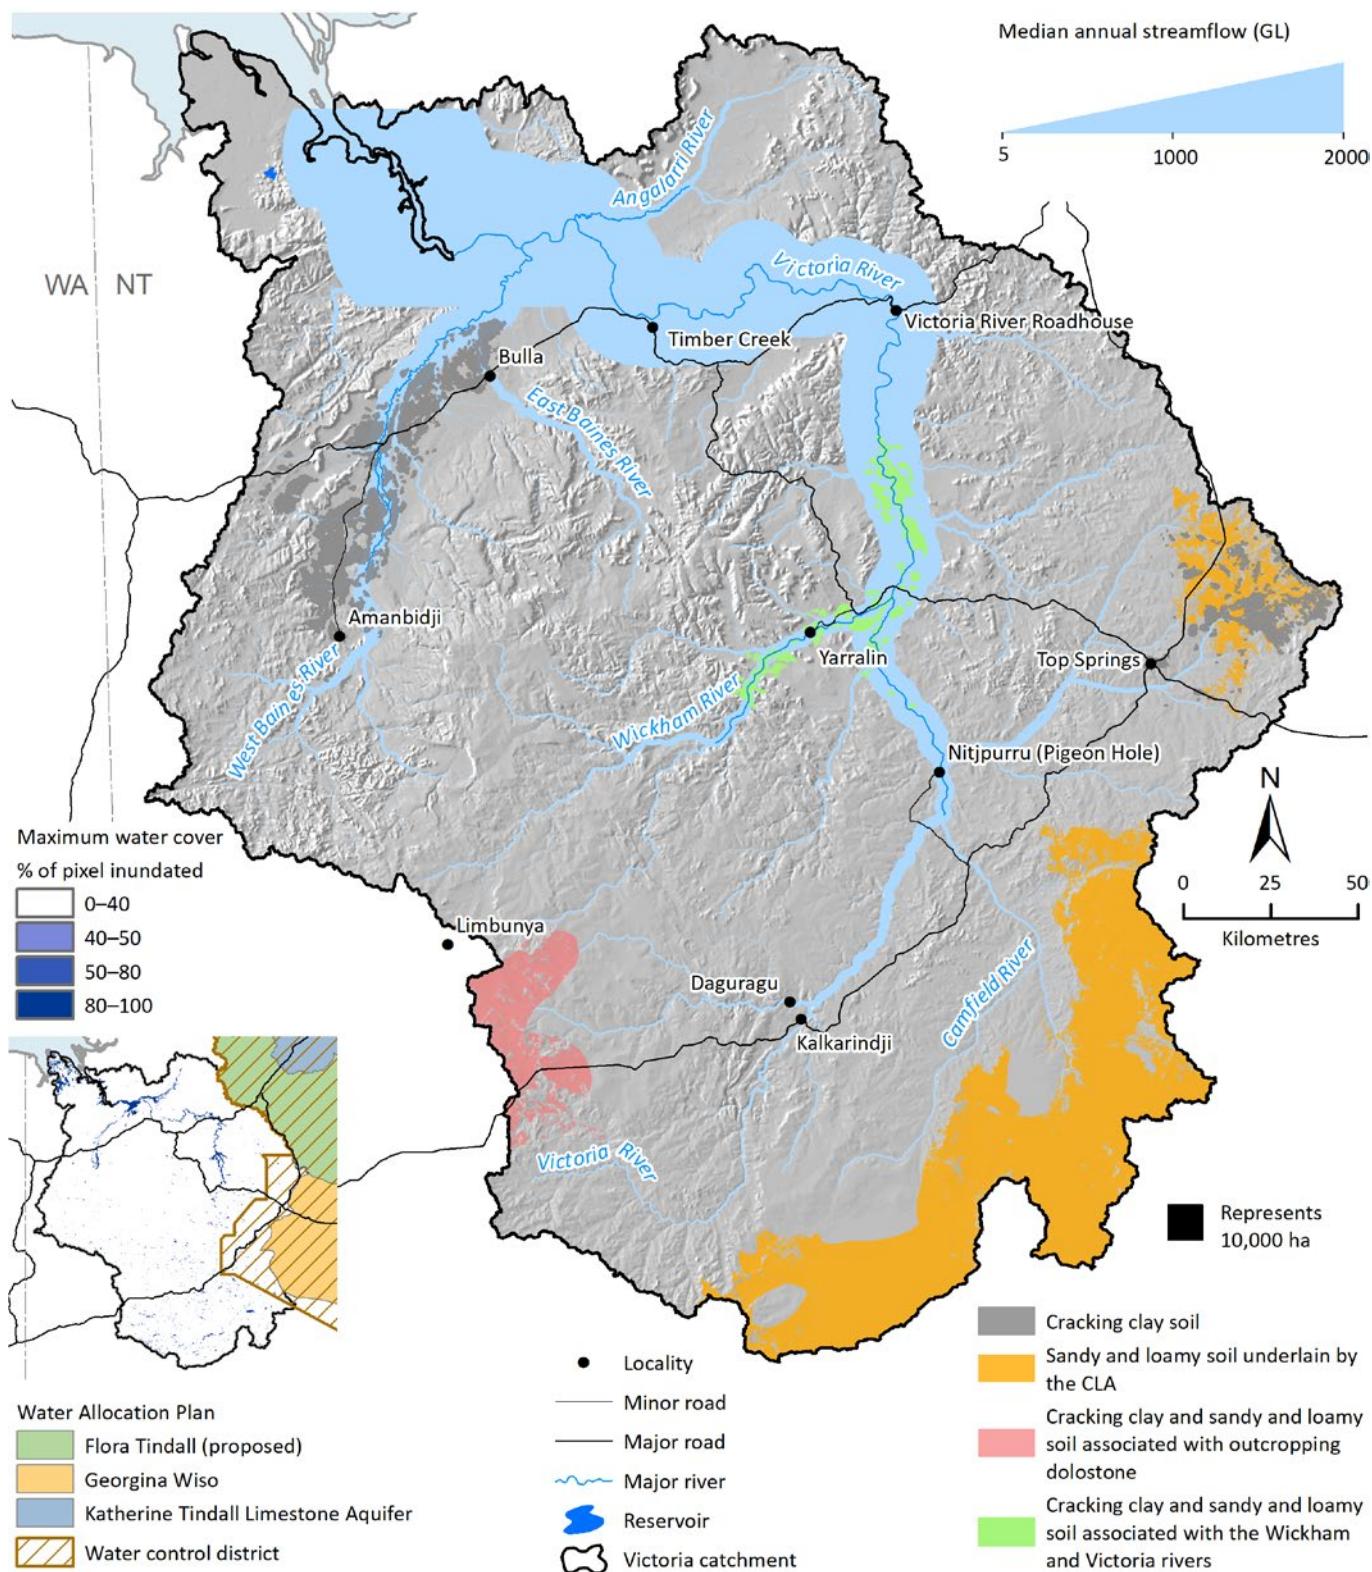 Median annual streamflow (GL)
5
1000
2000
Angalarri River
WA
NT
Victoria River
Victoria River Roadhouse
Timber Creek
Bulla
East Baines River
Amanbidji
Yarralin
Top Springs
West Baines River
Wickham River
Nitjpurru (Pigeon Hole)
N
Maximum water cover
% of pixel inundated
0–40
40–50
50–80
80–100
0
25
50
Kilometres
Limbunya
Daguragu
Kalkarindji
Camfield River
Victoria River
Represents
10,000 ha
Water Allocation Plan
Flora Tindall (proposed)
Georgina Wiso
Katherine Tindall Limestone Aquifer
Water control district
Locality
Minor road
Major road
Major river
Reservoir
Victoria catchment
Cracking clay soil
Sandy and loamy soil underlain by
the CLA
Cracking clay and sandy and loamy
soil associated with outcropping
dolostone
Cracking clay and sandy and loamy
soil associated with the Wickham
and Victoria rivers